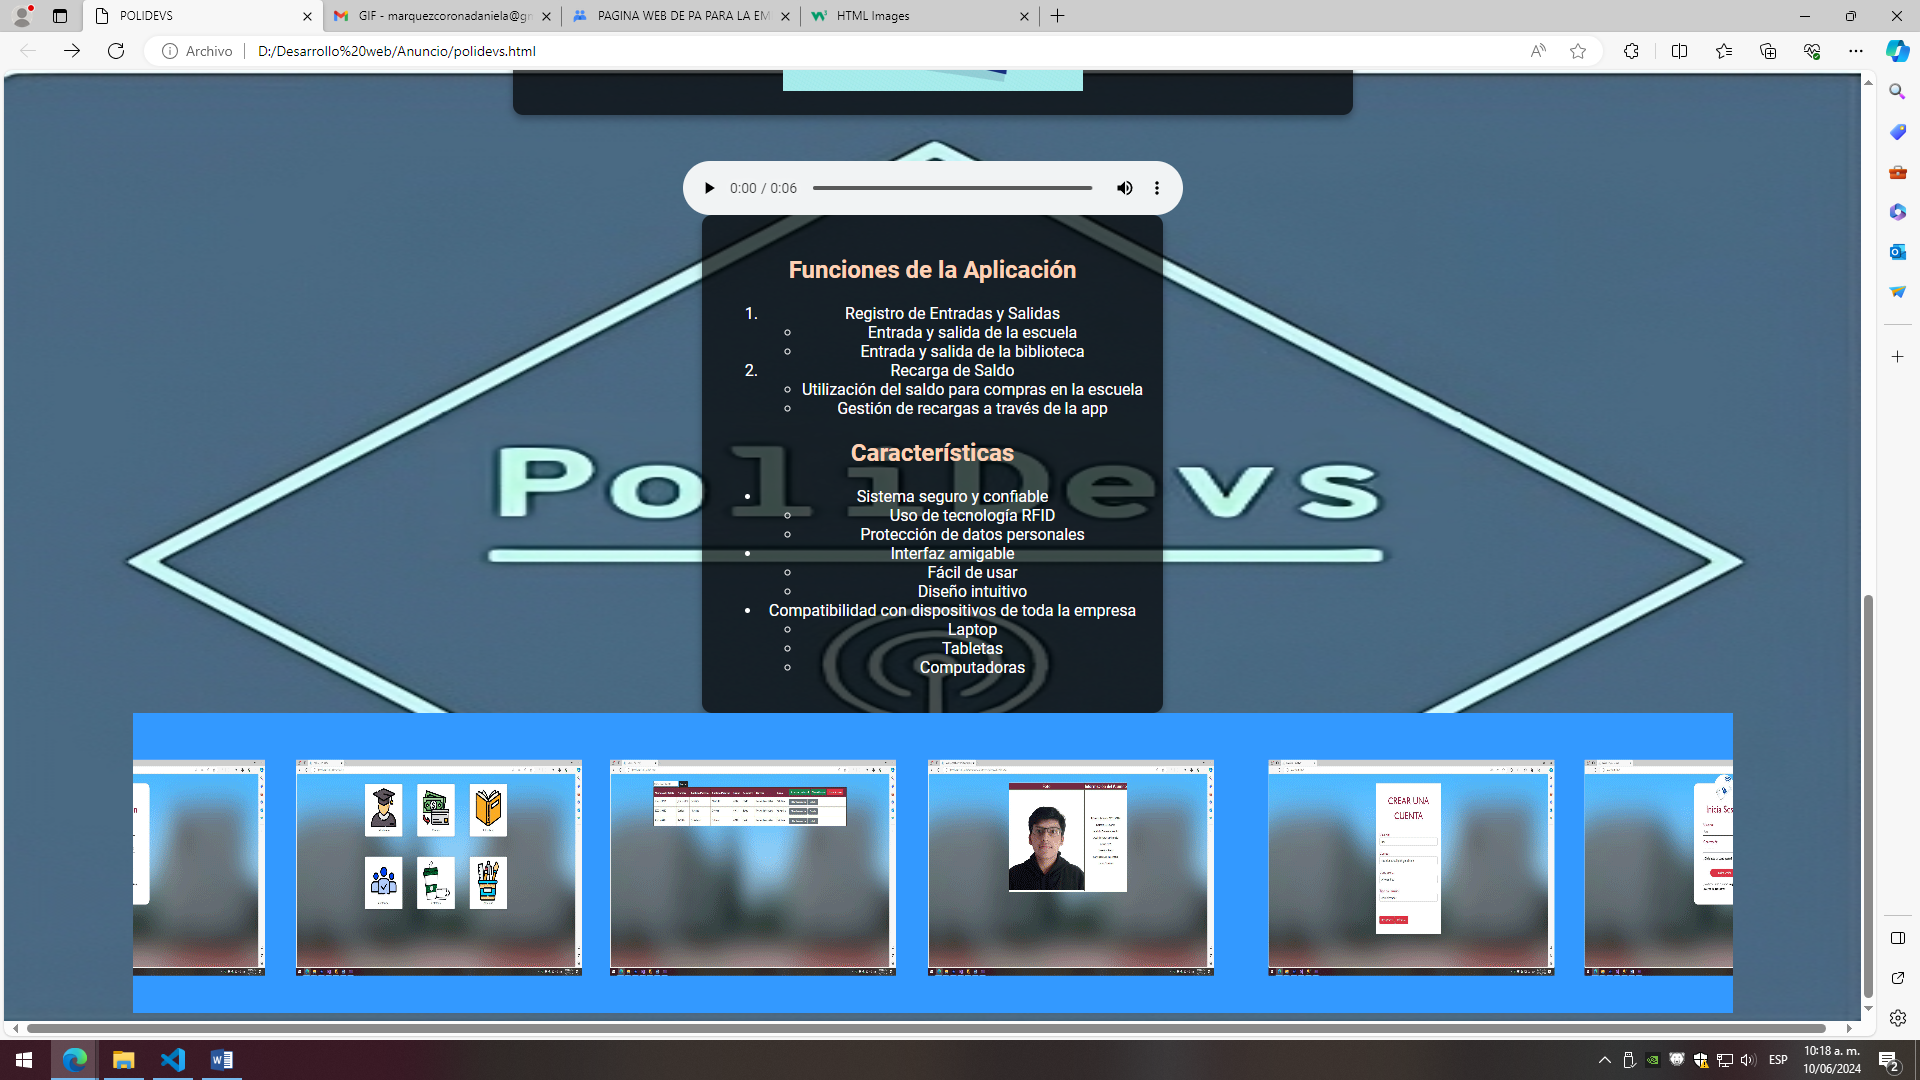 POLIDEVS
GIF - marquezcoronadaniela@gm
PAGINA WEB DE PA PARA LA EM
HTML Images
Archivo
D:/Desarrollo%20web/Anuncio/polidevs.html
0:00 / 0:06
Funciones de la Aplicación
1. Registro de Entradas y Salidas
Entrada y salida de la escuela
Entrada y salida de la biblioteca
2. Recarga de Saldo
Utilización del saldo para compras en la escuela
Gestión de recargas a través de la app
PoliDevs
Características
Sistema seguro y confiable
Uso de tecnología RFID
Protección de datos personales
Interfaz amigable
Fácil de usar
Diseño intuitivo
Compatibilidad con dispositivos de toda la empresa
Laptop
Tabletas
Computadoras
CREAR UNA
CUENTA
Inicia Ses
ESP
10:18 a. m.
10/06/2024
2